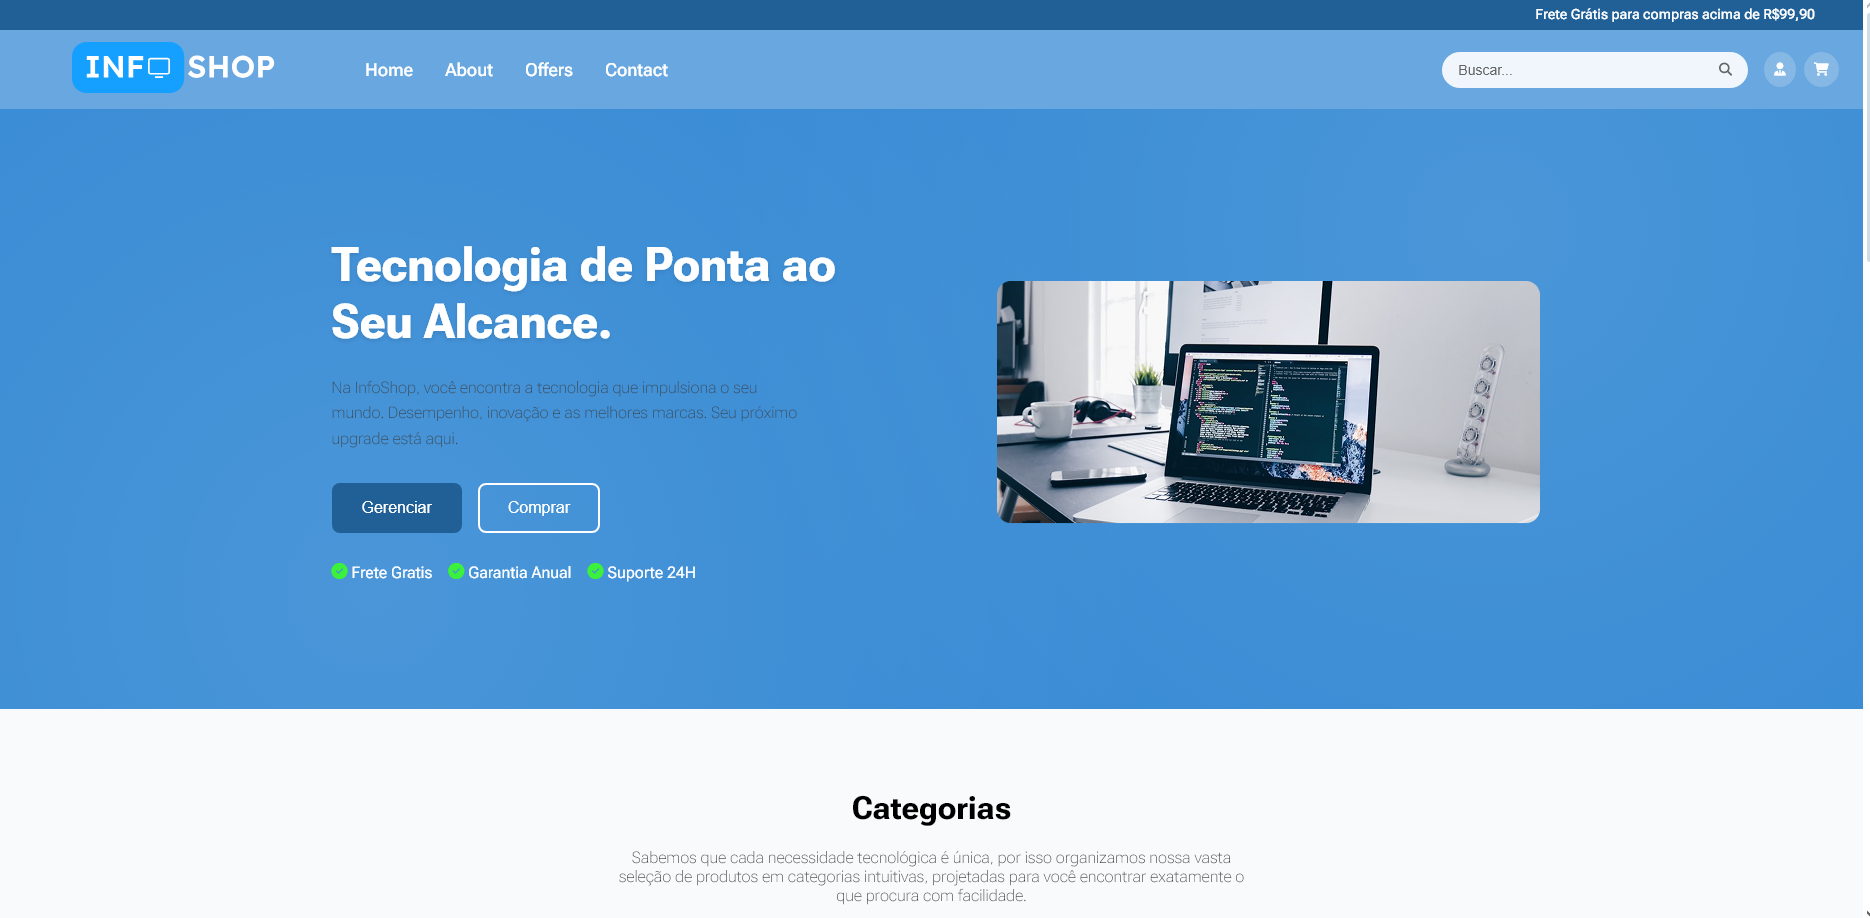 Frete Grátis para compras acima de R$99,90
INFO SHOP
Home About Offers Contact
Buscar...
Tecnologia de Ponta ao
Seu Alcance.
Na InfoShop, você encontra a tecnologia que impulsiona o seu
mundo. Desempenho, inovação e as melhores marcas. Seu próximo
upgrade está aqui.
Gerenciar Comprar
Frete Gratis Garantia Anual Suporte 24H
Categorias
Sabemos que cada necessidade tecnológica é única, por isso organizamos nossa vasta
seleção de produtos em categorias intuitivas, projetadas para você encontrar exatamente o
que procura com facilidade.